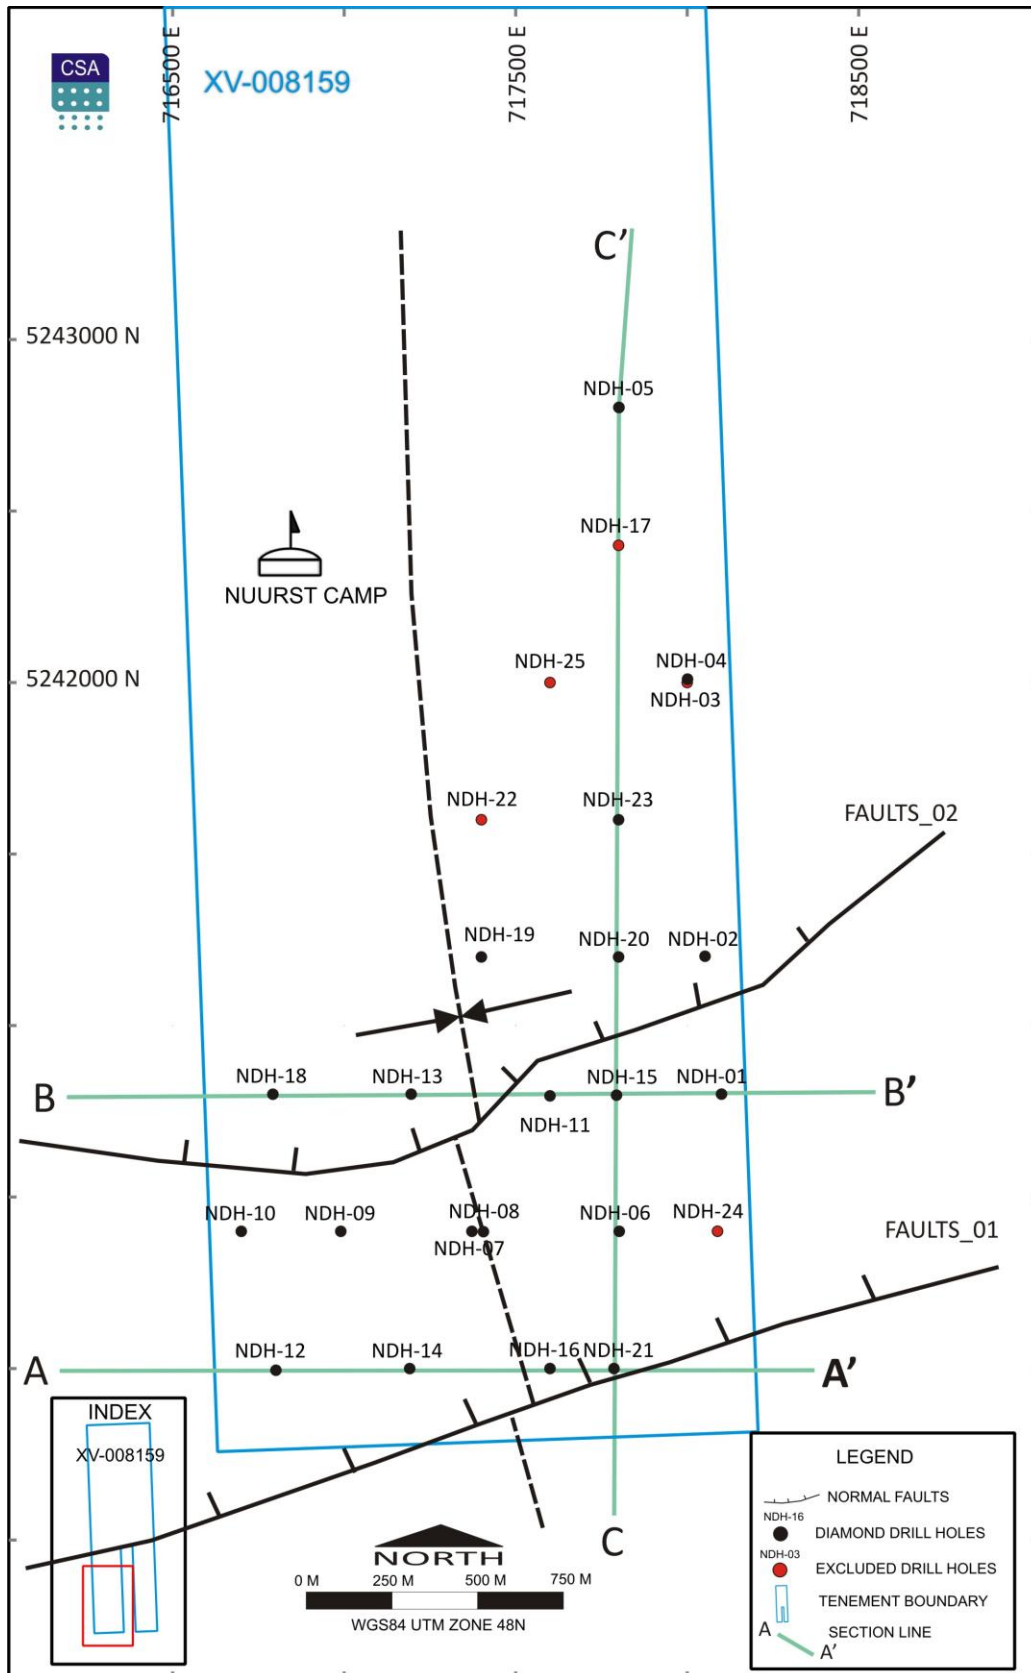 CSA
XV-008159
716500 E
717500 E
718500 E
C’
5243000 N
NDH-05
NDH-17
NUURST CAMP
NDH-25
NDH-04
5242000 N
NDH-03
NDH-22
NDH-23
FAULTS_02
NDH-19
NDH-20
NDH-02
B
NDH-18
NDH-13
NDH-15
NDH-01
B’
NDH-11
NDH-10
NDH-09
NDH-08
NDH-06
NDH-24
NDH-07
FAULTS_01
A
NDH-12
NDH-14
NDH-16
NDH-21
A’
INDEX
XV-008159
C
NORTH
0 M 250 M 500 M 750 M
WGS84 UTM ZONE 48N
LEGEND
NORMAL FAULTS
NDH-16
DIAMOND DRILL HOLES
NDH-03
EXCLUDED DRILL HOLES
TENEMENT BOUNDARY
A
SECTION LINE
A’